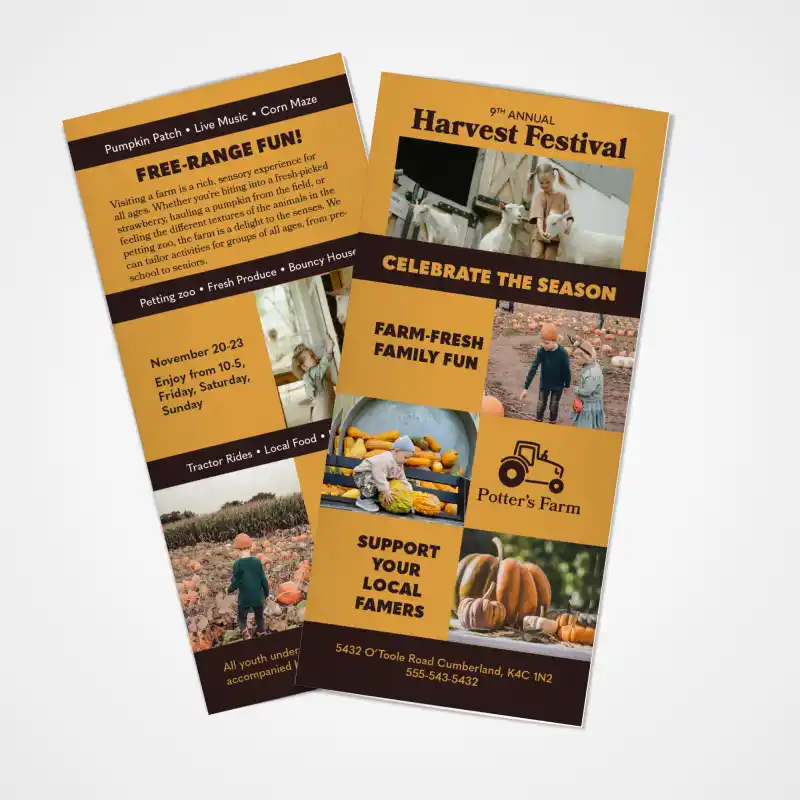 Pumpkin Patch • Live Music • Corn Maze
FREE-RANGE FUN!
Visiting a farm is a rich, sensory experience for
all ages. Whether you're biting into a fresh-picked
strawberry, hauling a pumpkin from the field, or
feeling the different textures of the animals in the
petting zoo, the farm is a delight to the senses. We
can tailor activities for groups of all ages, from pre-
school to seniors.
Petting zoo • Fresh Produce • Bouncy House
November 20-23
Enjoy from 10-5,
Friday, Saturday,
Sunday
Tractor Rides • Local Food •
All youth under
accompanied
9TH ANNUAL
Harvest Festival
CELEBRATE THE SEASON
FARM-FRESH
FAMILY FUN
Potter's Farm
SUPPORT
YOUR
LOCAL
FAMERS
5432 O'Toole Road Cumberland, K4C 1N2
555-543-5432